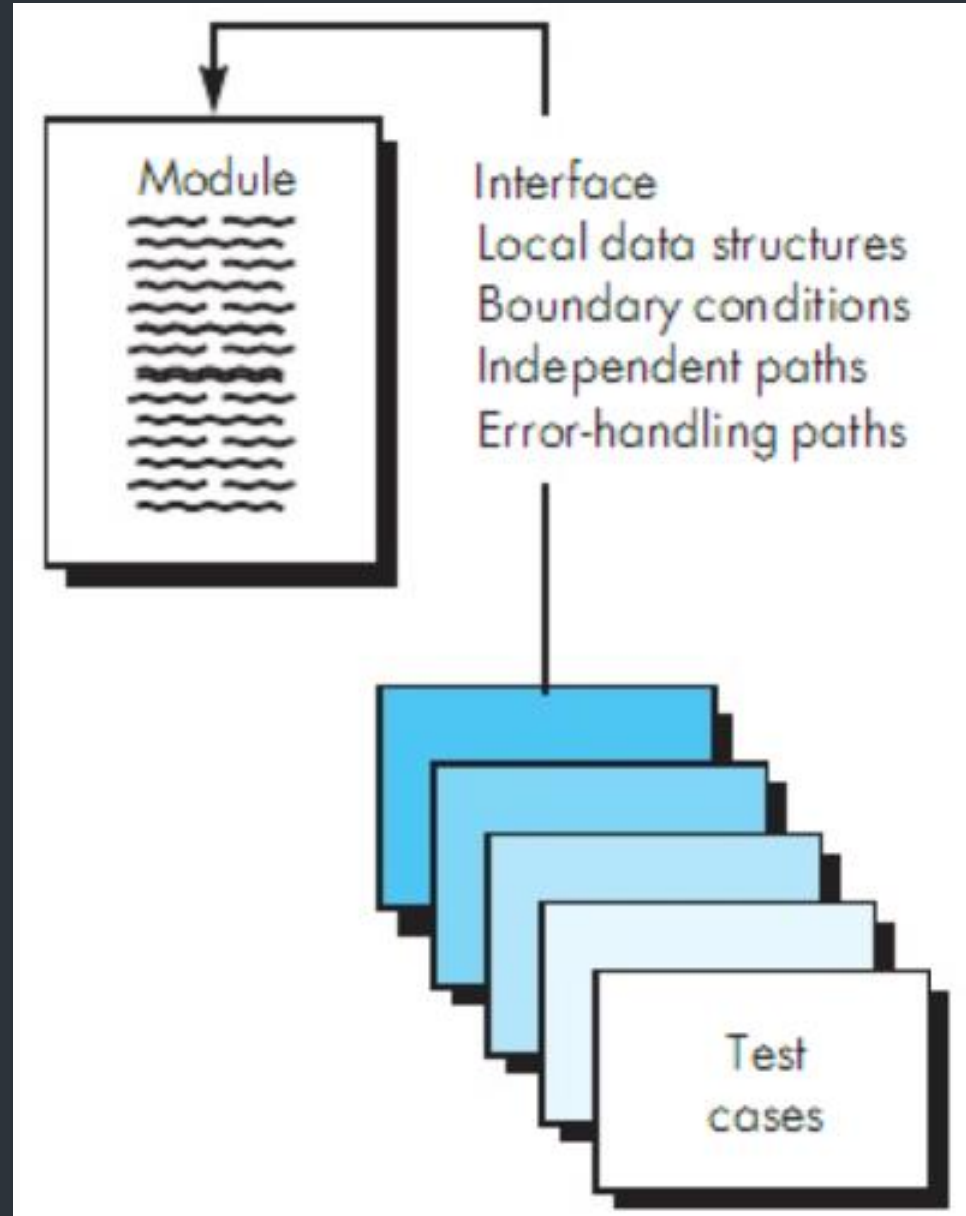 Module
Interface
Local data structures
Boundary conditions
Independent paths
Error-handling paths
Test
cases